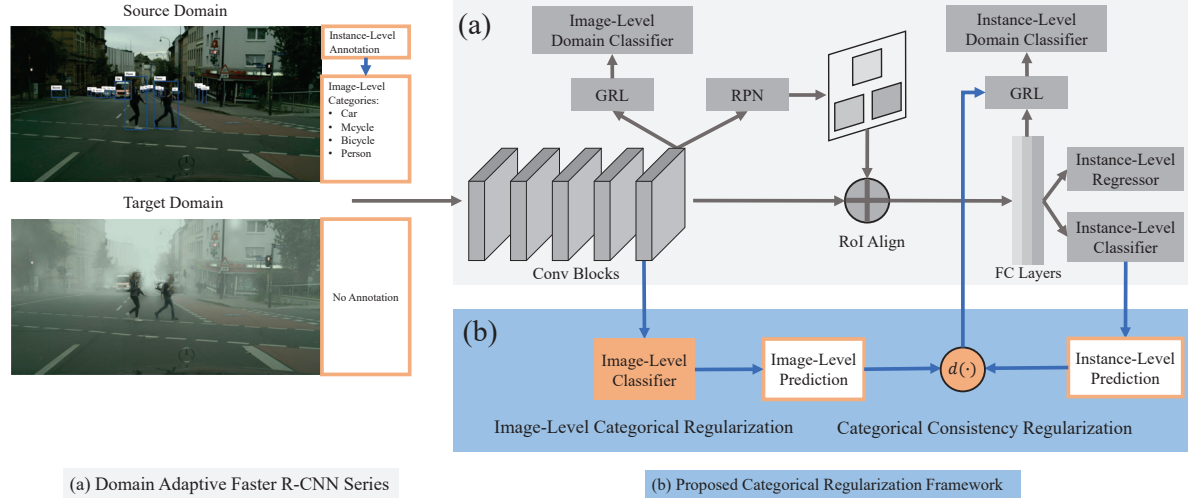 Source Domain
Instance-Level
Annotation
Image-Level
Categories:
• Car
• Mcycle
• Bicycle
• Person
Target Domain
No Annotation
(a)
Image-Level
Domain Classifier
GRL
RPN
Instance-Level
Domain Classifier
GRL
Instance-Level
Regressor
Instance-Level
Classifier
RoI Align
Conv Blocks
FC Layers
(b)
Image-Level
Classifier
Image-Level
Prediction
d(·)
Instance-Level
Prediction
Image-Level Categorical Regularization
Categorical Consistency Regularization
(a) Domain Adaptive Faster R-CNN Series
(b) Proposed Categorical Regularization Framework